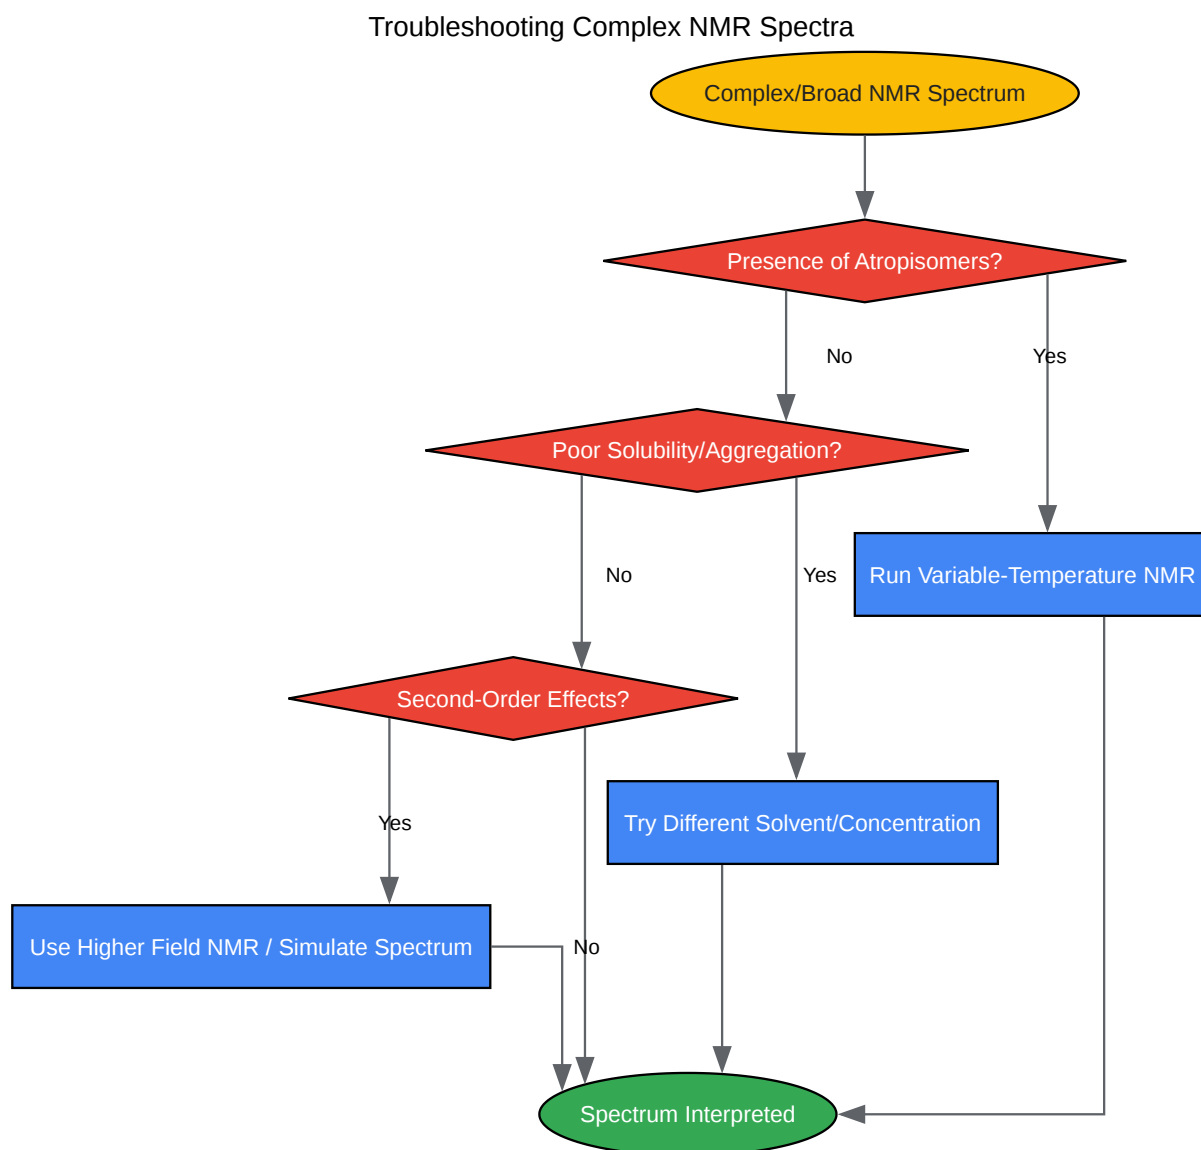 Troubleshooting Complex NMR Spectra
Complex/Broad NMR Spectrum
Presence of Atropisomers?
No
Yes
Poor Solubility/Aggregation?
No
Yes
Run Variable-Temperature NMR
Second-Order Effects?
Yes
Try Different Solvent/Concentration
Use Higher Field NMR / Simulate Spectrum
No
Spectrum Interpreted